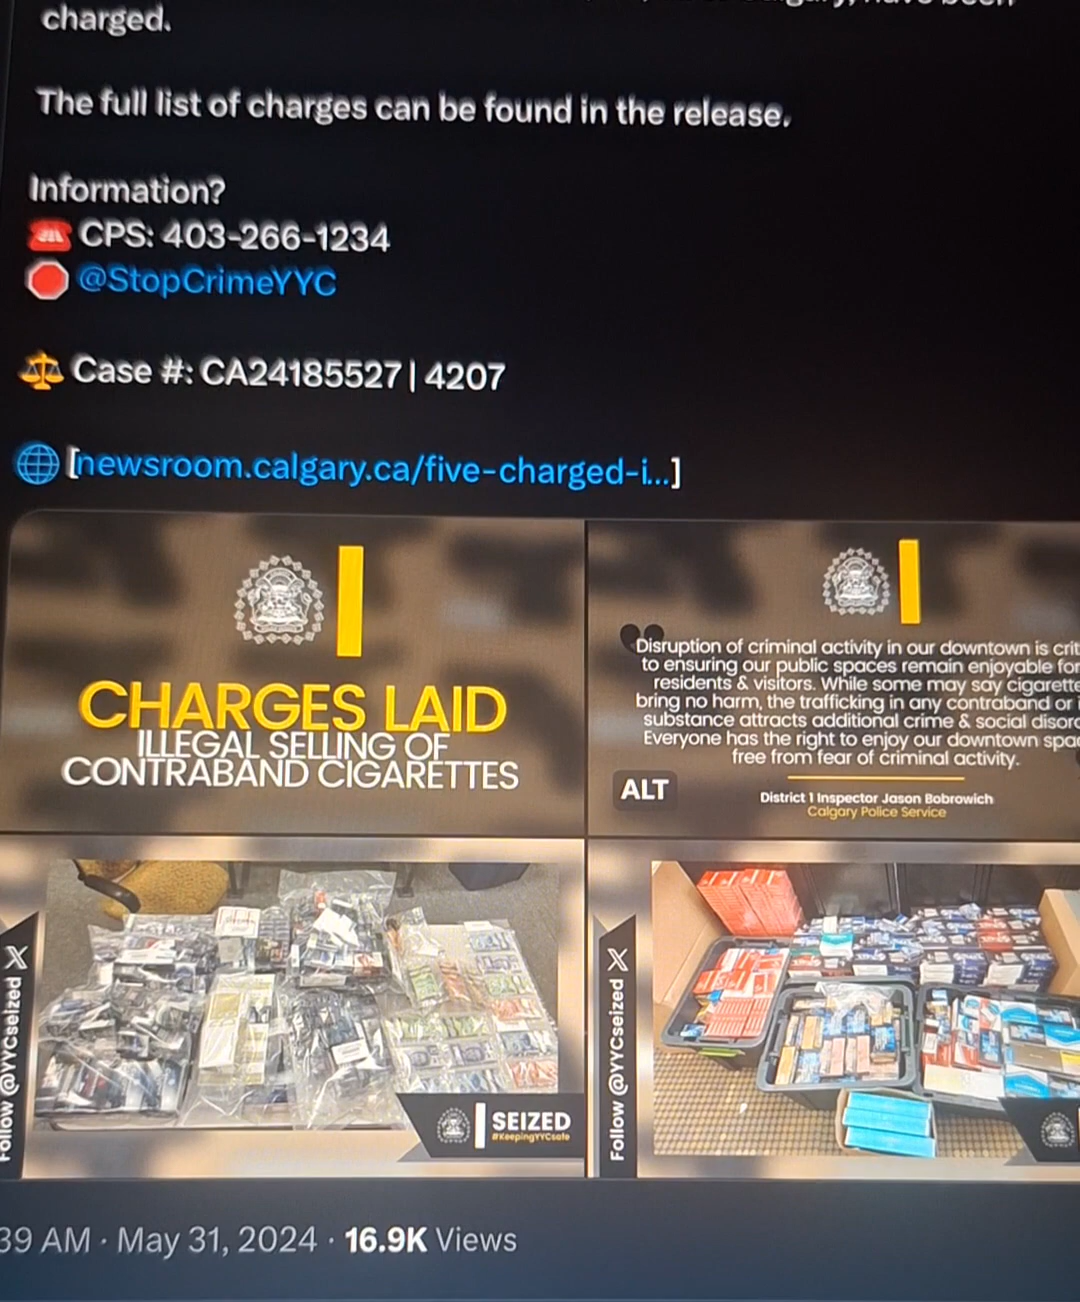 charged.
The full list of charges can be found in the release.
Information?
CPS: 403-266-1234
@StopCrimeYYC
Case #: CA24185527 | 4207
[newsroom.calgary.ca/five-charged-i...]
CHARGES LAID
ILLEGAL SELLING OF
CONTRABAND CIGARETTES
Disruption of criminal activity in our downtown is crit
to ensuring our public spaces remain enjoyable for
residents & visitors. While some may say cigarette
bring no harm, the trafficking in any contraband or
substance attracts additional crime & social disord
Everyone has the right to enjoy our downtown spac
free from fear of criminal activity.
ALT
District 1 Inspector Jason Bobrowich
Calgary Police Service
Follow @YYCseized X
SEIZED
#KeepingYYCsafe
Follow @YYCseized X
39 AM · May 31, 2024 · 16.9K Views